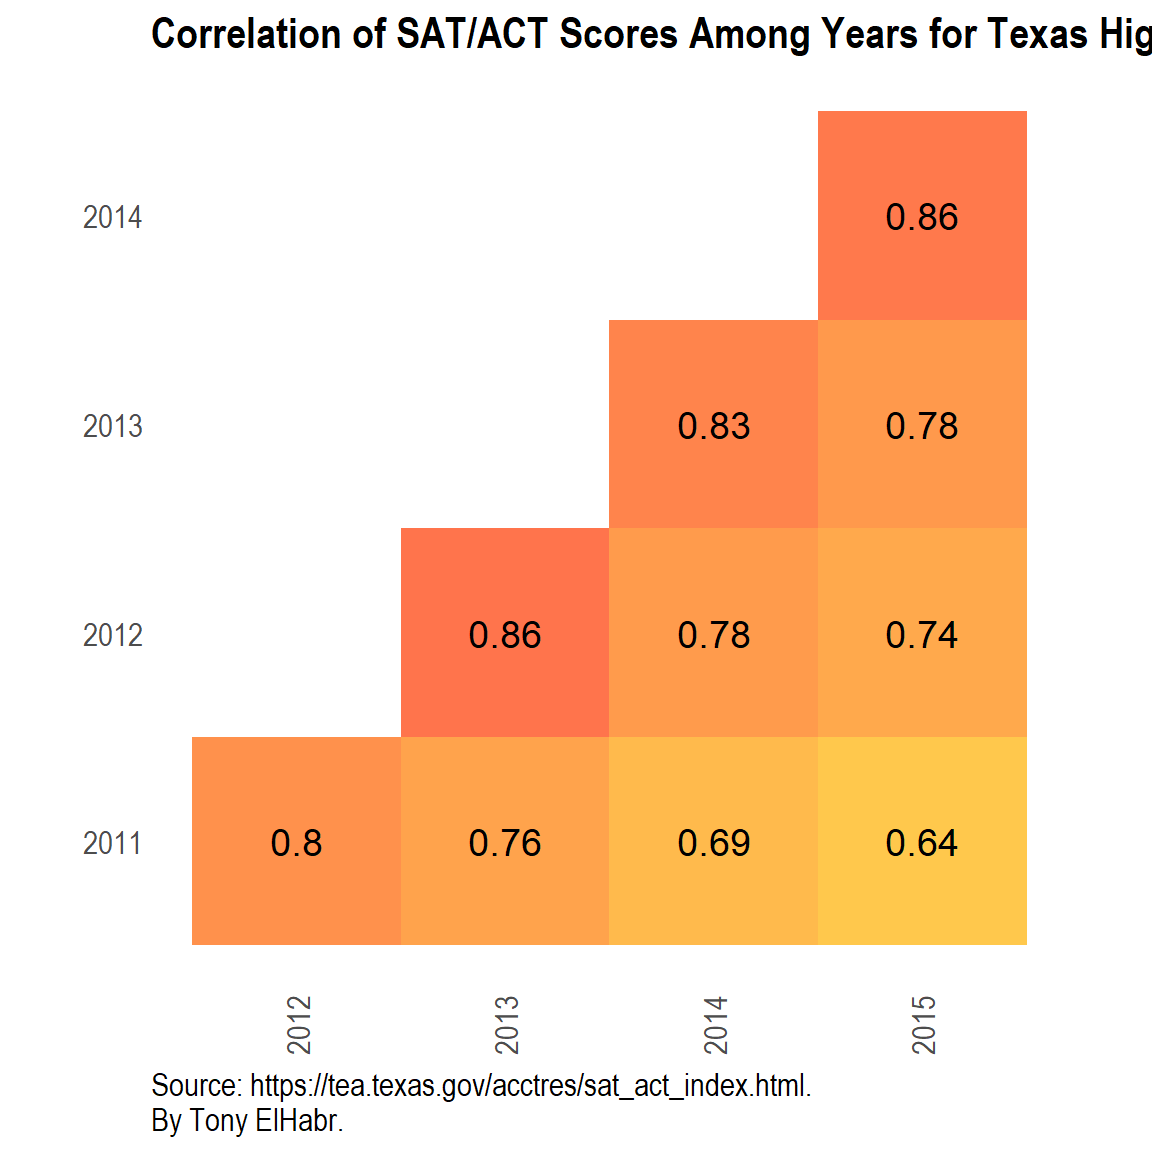 Correlation of SAT/ACT Scores Among Years for Texas Hig
2014
0.86
2013
0.83 0.78
2012
0.86 0.78 0.74
2011
0.8 0.76 0.69 0.64
2012 2013 2014 2015
Source: https://tea.texas.gov/acctres/sat_act_index.html.
By Tony ElHabr.